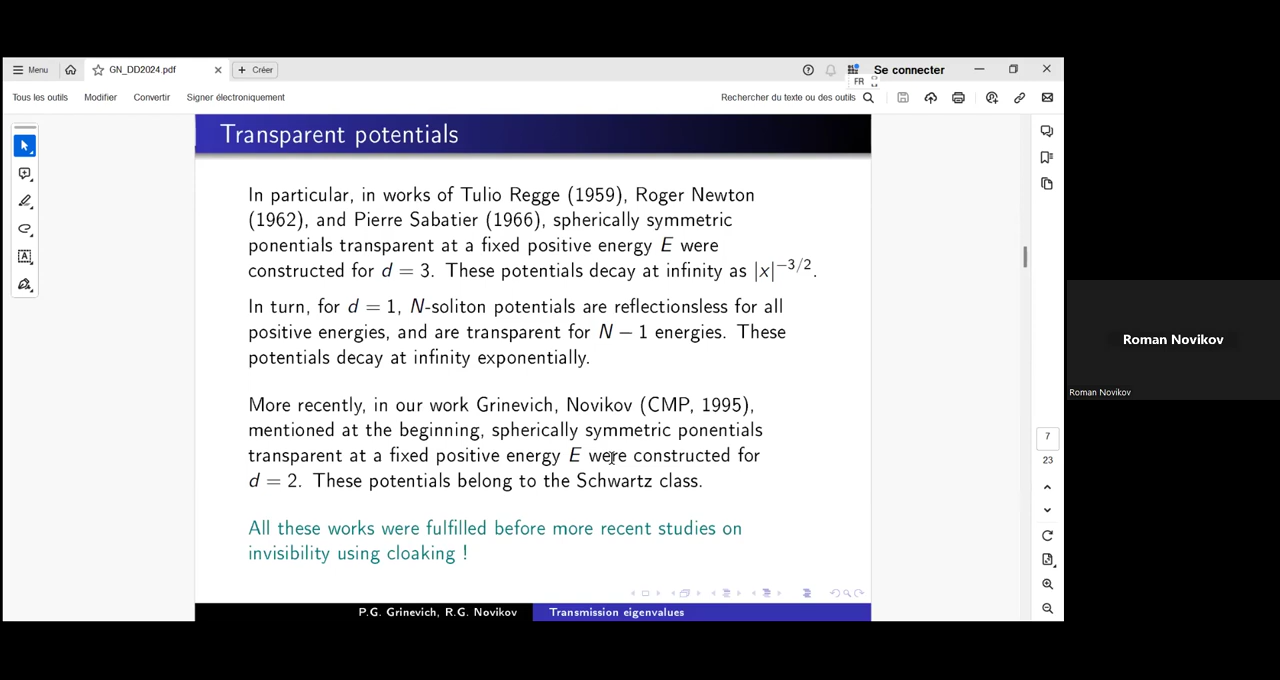 Menu
GN_DD2024.pdf
Créer
Se connecter
FR
Tous les outils
Modifier
Convertir
Signer électroniquement
Rechercher du texte ou des outils
Transparent potentials
In particular, in works of Tulio Regge (1959), Roger Newton
(1962), and Pierre Sabatier (1966), spherically symmetric
ponentials transparent at a fixed positive energy E were
constructed for d = 3. These potentials decay at infinity as |x|^{-3/2}.
In turn, for d = 1, N-soliton potentials are reflectionsless for all
positive energies, and are transparent for N − 1 energies. These
potentials decay at infinity exponentially.
More recently, in our work Grinevich, Novikov (CMP, 1995),
mentioned at the beginning, spherically symmetric ponentials
transparent at a fixed positive energy E were constructed for
d = 2. These potentials belong to the Schwartz class.
All these works were fulfilled before more recent studies on
invisibility using cloaking !
P.G. Grinevich, R.G. Novikov
Transmission eigenvalues
7
23
Roman Novikov
Roman Novikov